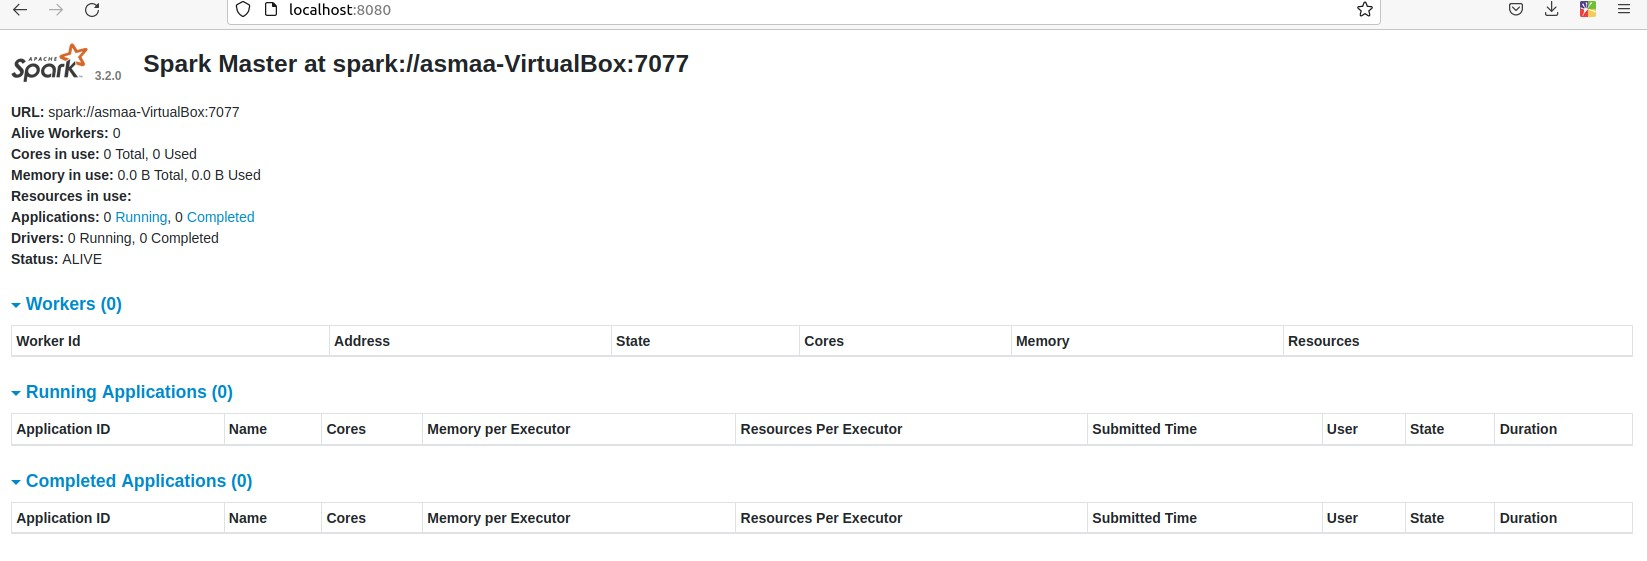 localhost:8080
APACHE
Spark 3.2.0 Spark Master at spark://asmaa-VirtualBox:7077
URL: spark://asmaa-VirtualBox:7077
Alive Workers: 0
Cores in use: 0 Total, 0 Used
Memory in use: 0.0 B Total, 0.0 B Used
Resources in use:
Applications: 0 Running, 0 Completed
Drivers: 0 Running, 0 Completed
Status: ALIVE
Workers (0)
Worker Id Address State Cores Memory Resources
Running Applications (0)
Application ID Name Cores Memory per Executor Resources Per Executor Submitted Time User State Duration
Completed Applications (0)
Application ID Name Cores Memory per Executor Resources Per Executor Submitted Time User State Duration